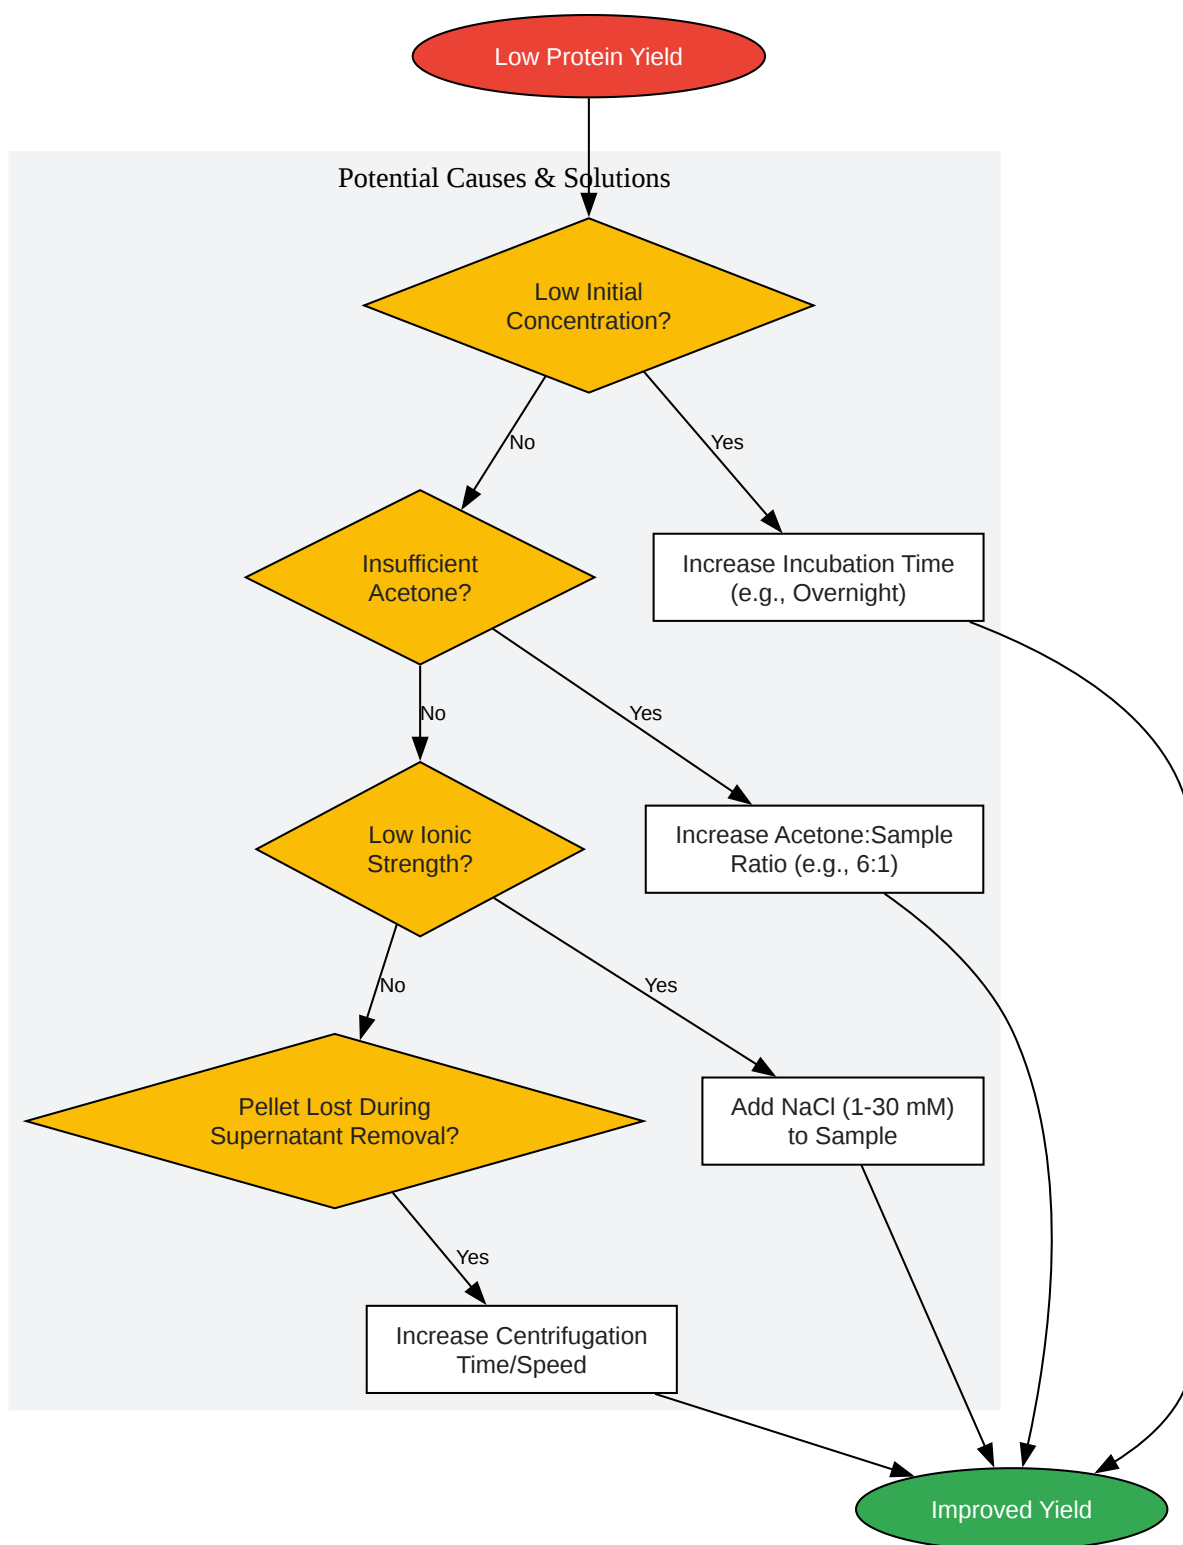 Low Protein Yield
Potential Causes & Solutions
Low Initial
Concentration?
No
Yes
Insufficient
Acetone?
Increase Incubation Time
(e.g., Overnight)
No
Yes
Low Ionic
Strength?
Increase Acetone:Sample
Ratio (e.g., 6:1)
No
Yes
Pellet Lost During
Supernatant Removal?
Add NaCl (1-30 mM)
to Sample
Yes
Increase Centrifugation
Time/Speed
Improved Yield